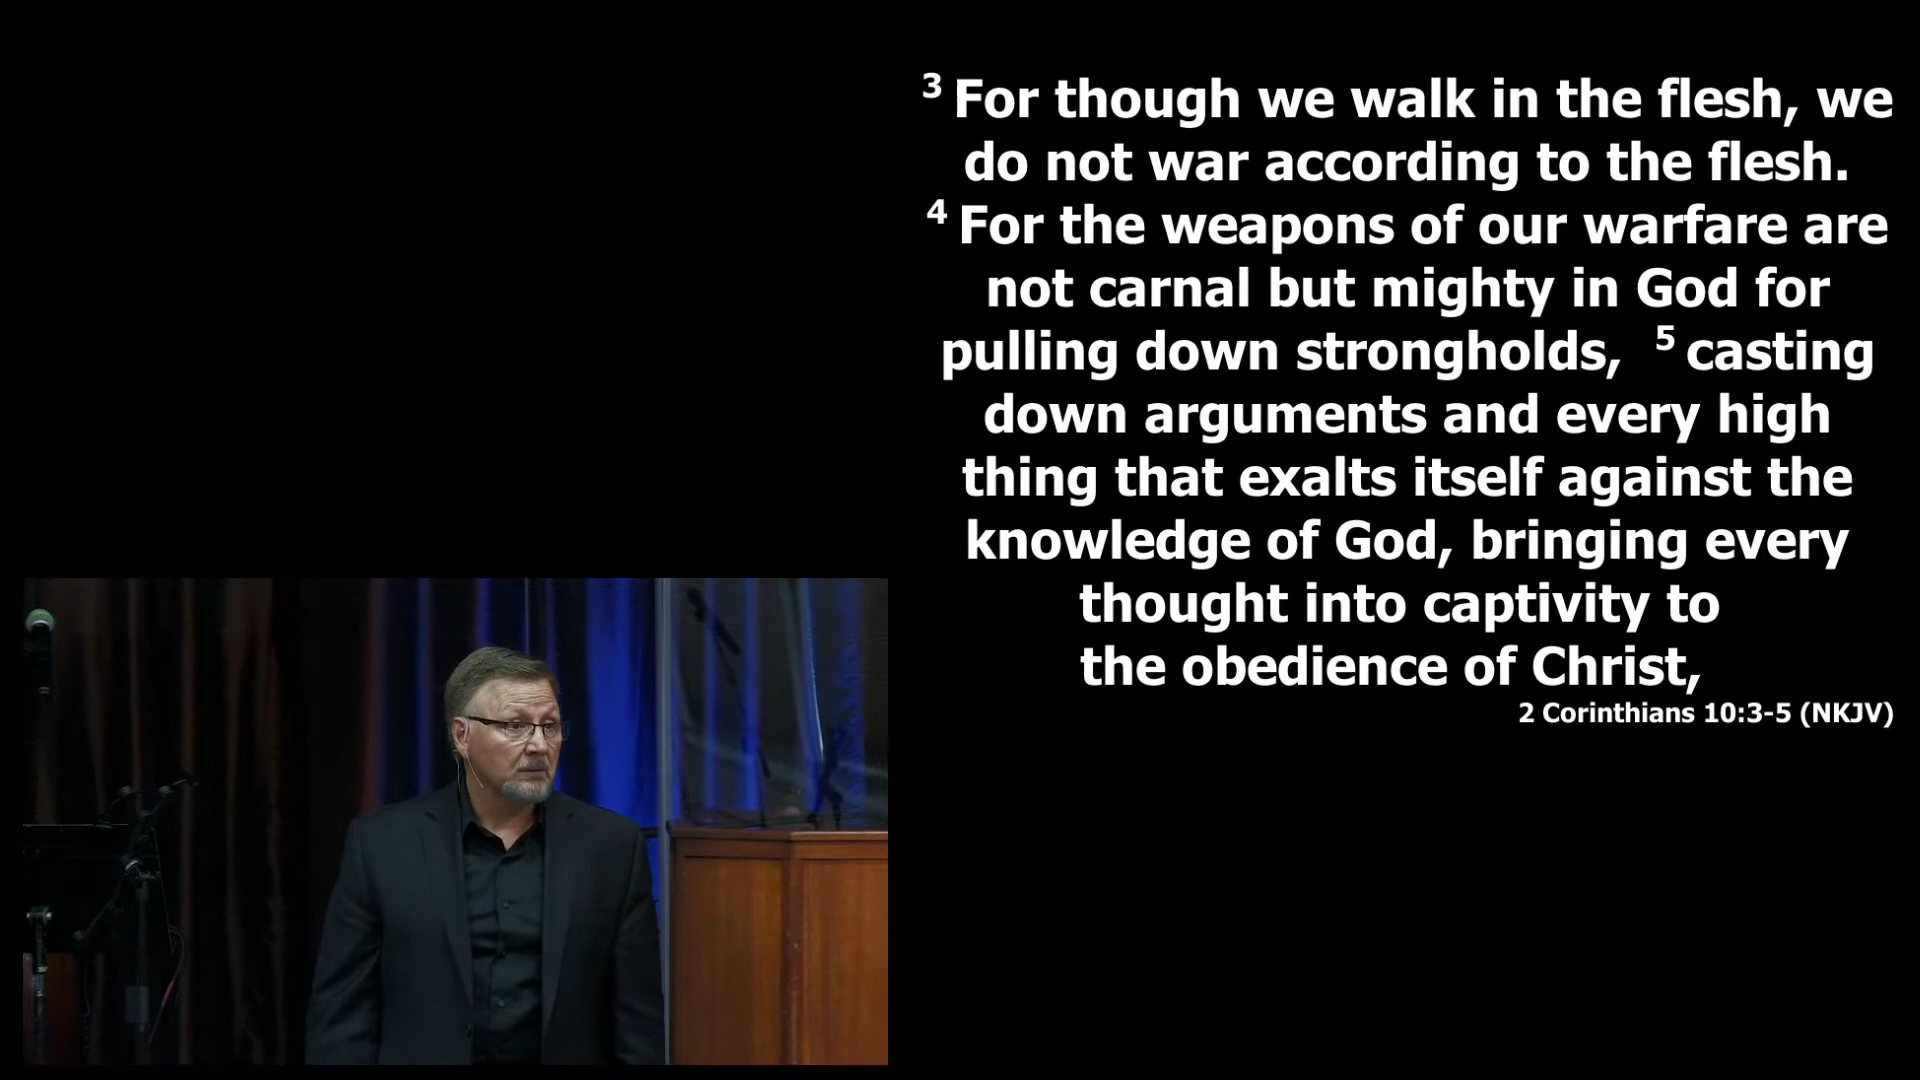 ³ For though we walk in the flesh, we
do not war according to the flesh.
⁴ For the weapons of our warfare are
not carnal but mighty in God for
pulling down strongholds,  ⁵ casting
down arguments and every high
thing that exalts itself against the
knowledge of God, bringing every
thought into captivity to
the obedience of Christ,
2 Corinthians 10:3-5 (NKJV)